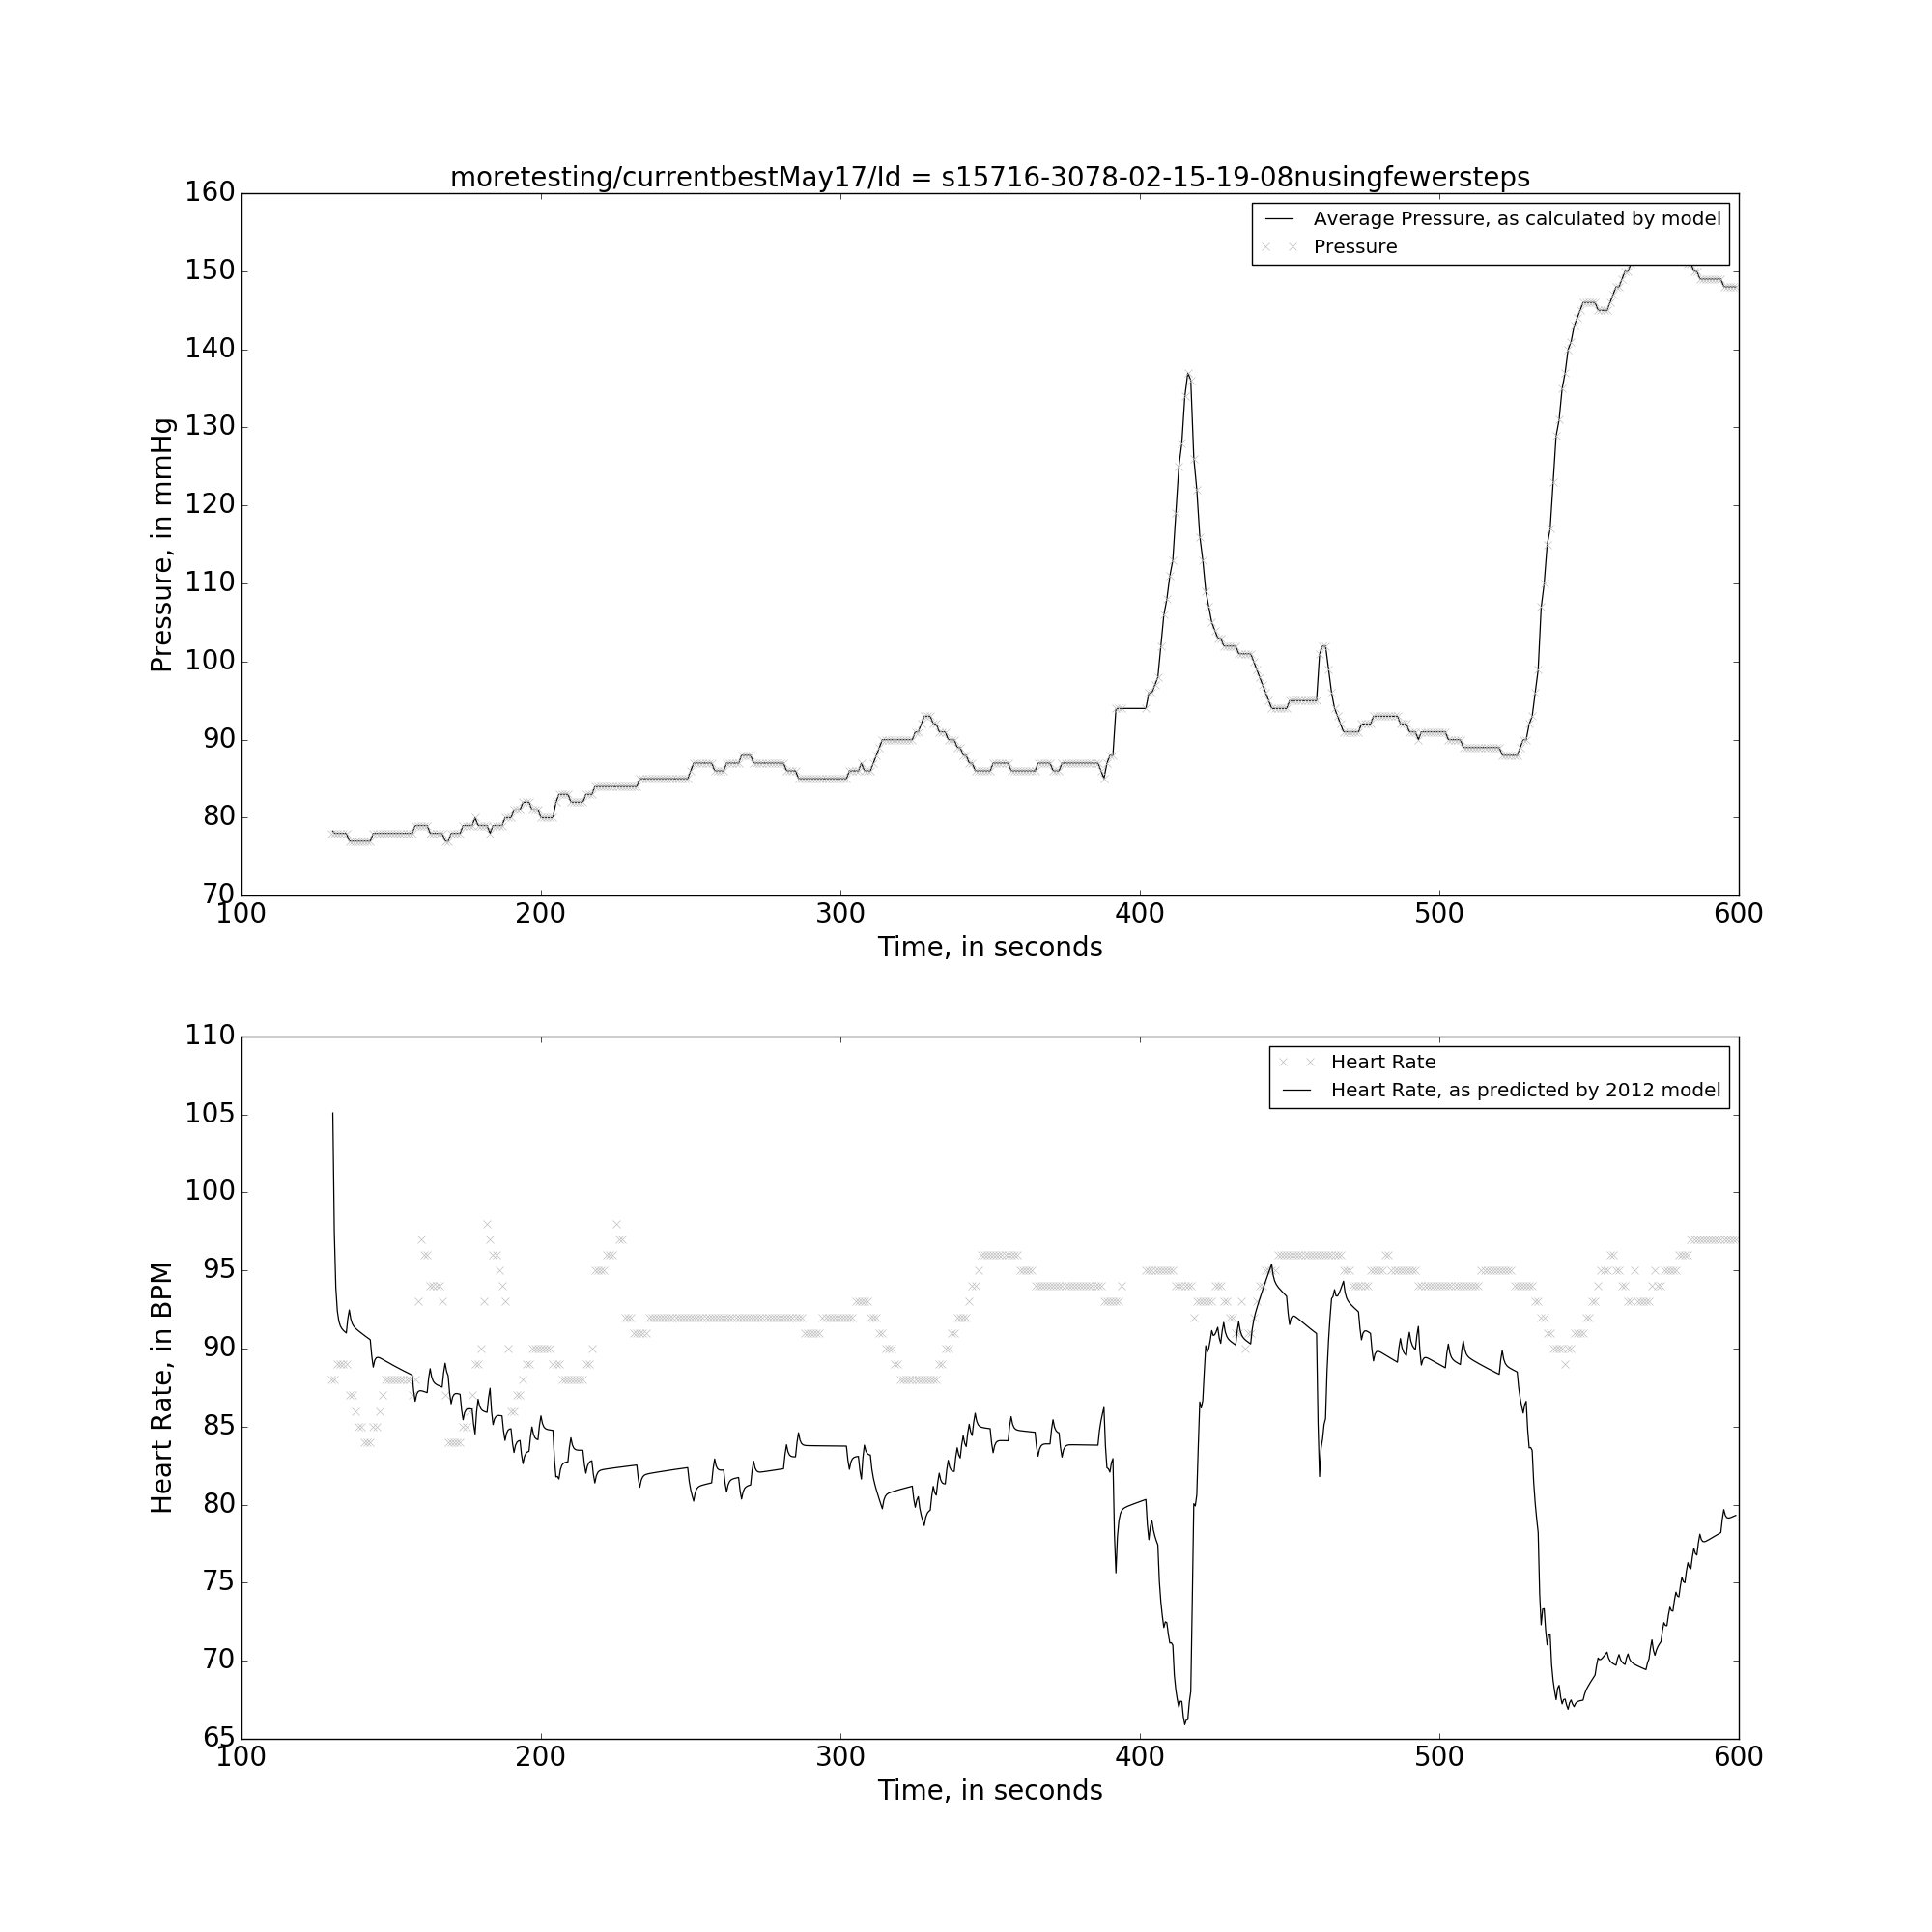 moretesting/currentbestMay17/Id = s15716-3078-02-15-19-08nusingfewersteps
160
150
140
130
120
110
100
90
80
70
Pressure, in mmHg
Average Pressure, as calculated by model
Pressure
100 200 300 400 500 600
Time, in seconds
110
105
100
95
90
85
80
75
70
65
Heart Rate, in BPM
Heart Rate
Heart Rate, as predicted by 2012 model
100 200 300 400 500 600
Time, in seconds